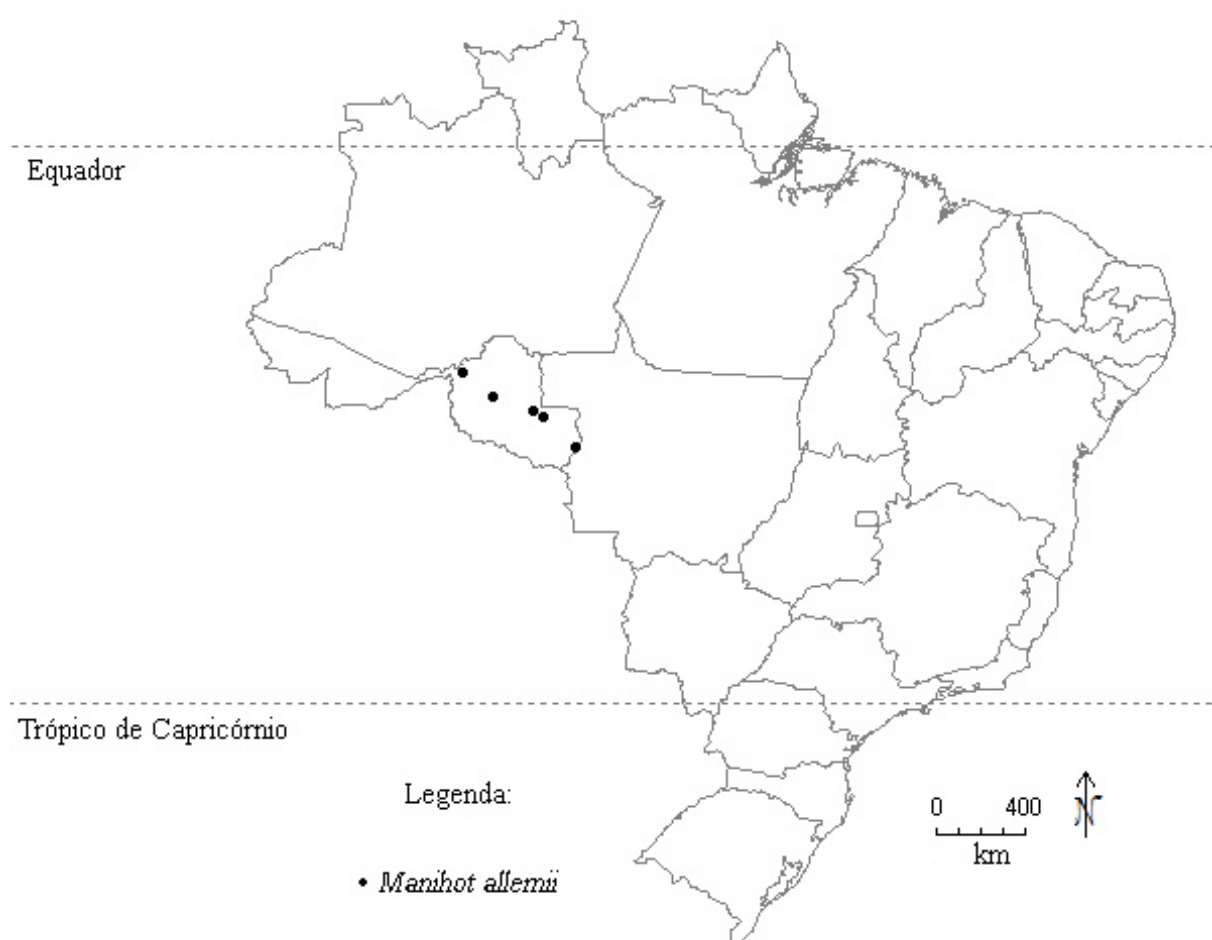 Equador
Trópico de Capricórnio
Legenda:
0 400
N
km
• Manihot allemii